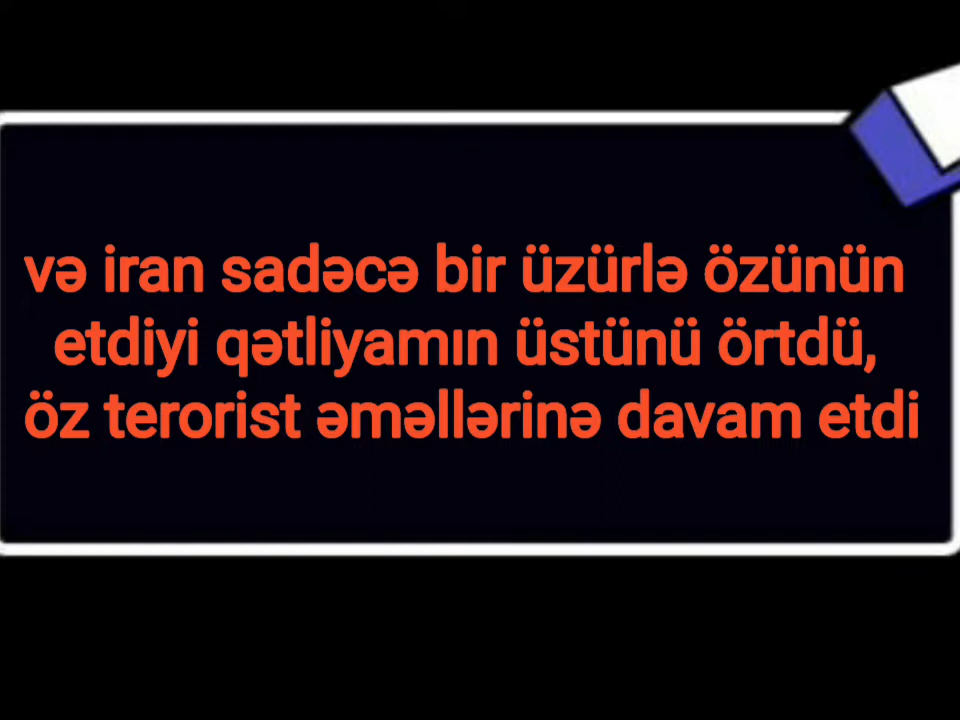 və iran sadəcə bir üzürlə özünün
etdiyi qətliyamın üstünü örtdü,
öz terorist əməllərinə davam etdi